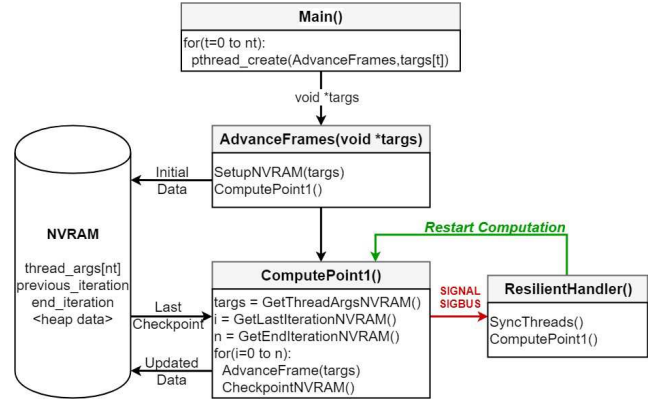 Main()
for(t=0 to nt):
pthread_create(AdvanceFrames,targs[t])
void *targs
AdvanceFrames(void *targs)
SetupNVRAM(targs)
ComputePoint1()
Initial
Data
NVRAM
thread_args[nt]
previous_iteration
end_iteration
<heap data>
Last
Checkpoint
Updated
Data
ComputePoint1()
targs = GetThreadArgsNVRAM()
i = GetLastIterationNVRAM()
n = GetEndIterationNVRAM()
for(i=0 to n):
AdvanceFrame(targs)
CheckpointNVRAM()
Restart Computation
SIGNAL
SIGBUS
ResilientHandler()
SyncThreads()
ComputePoint1()